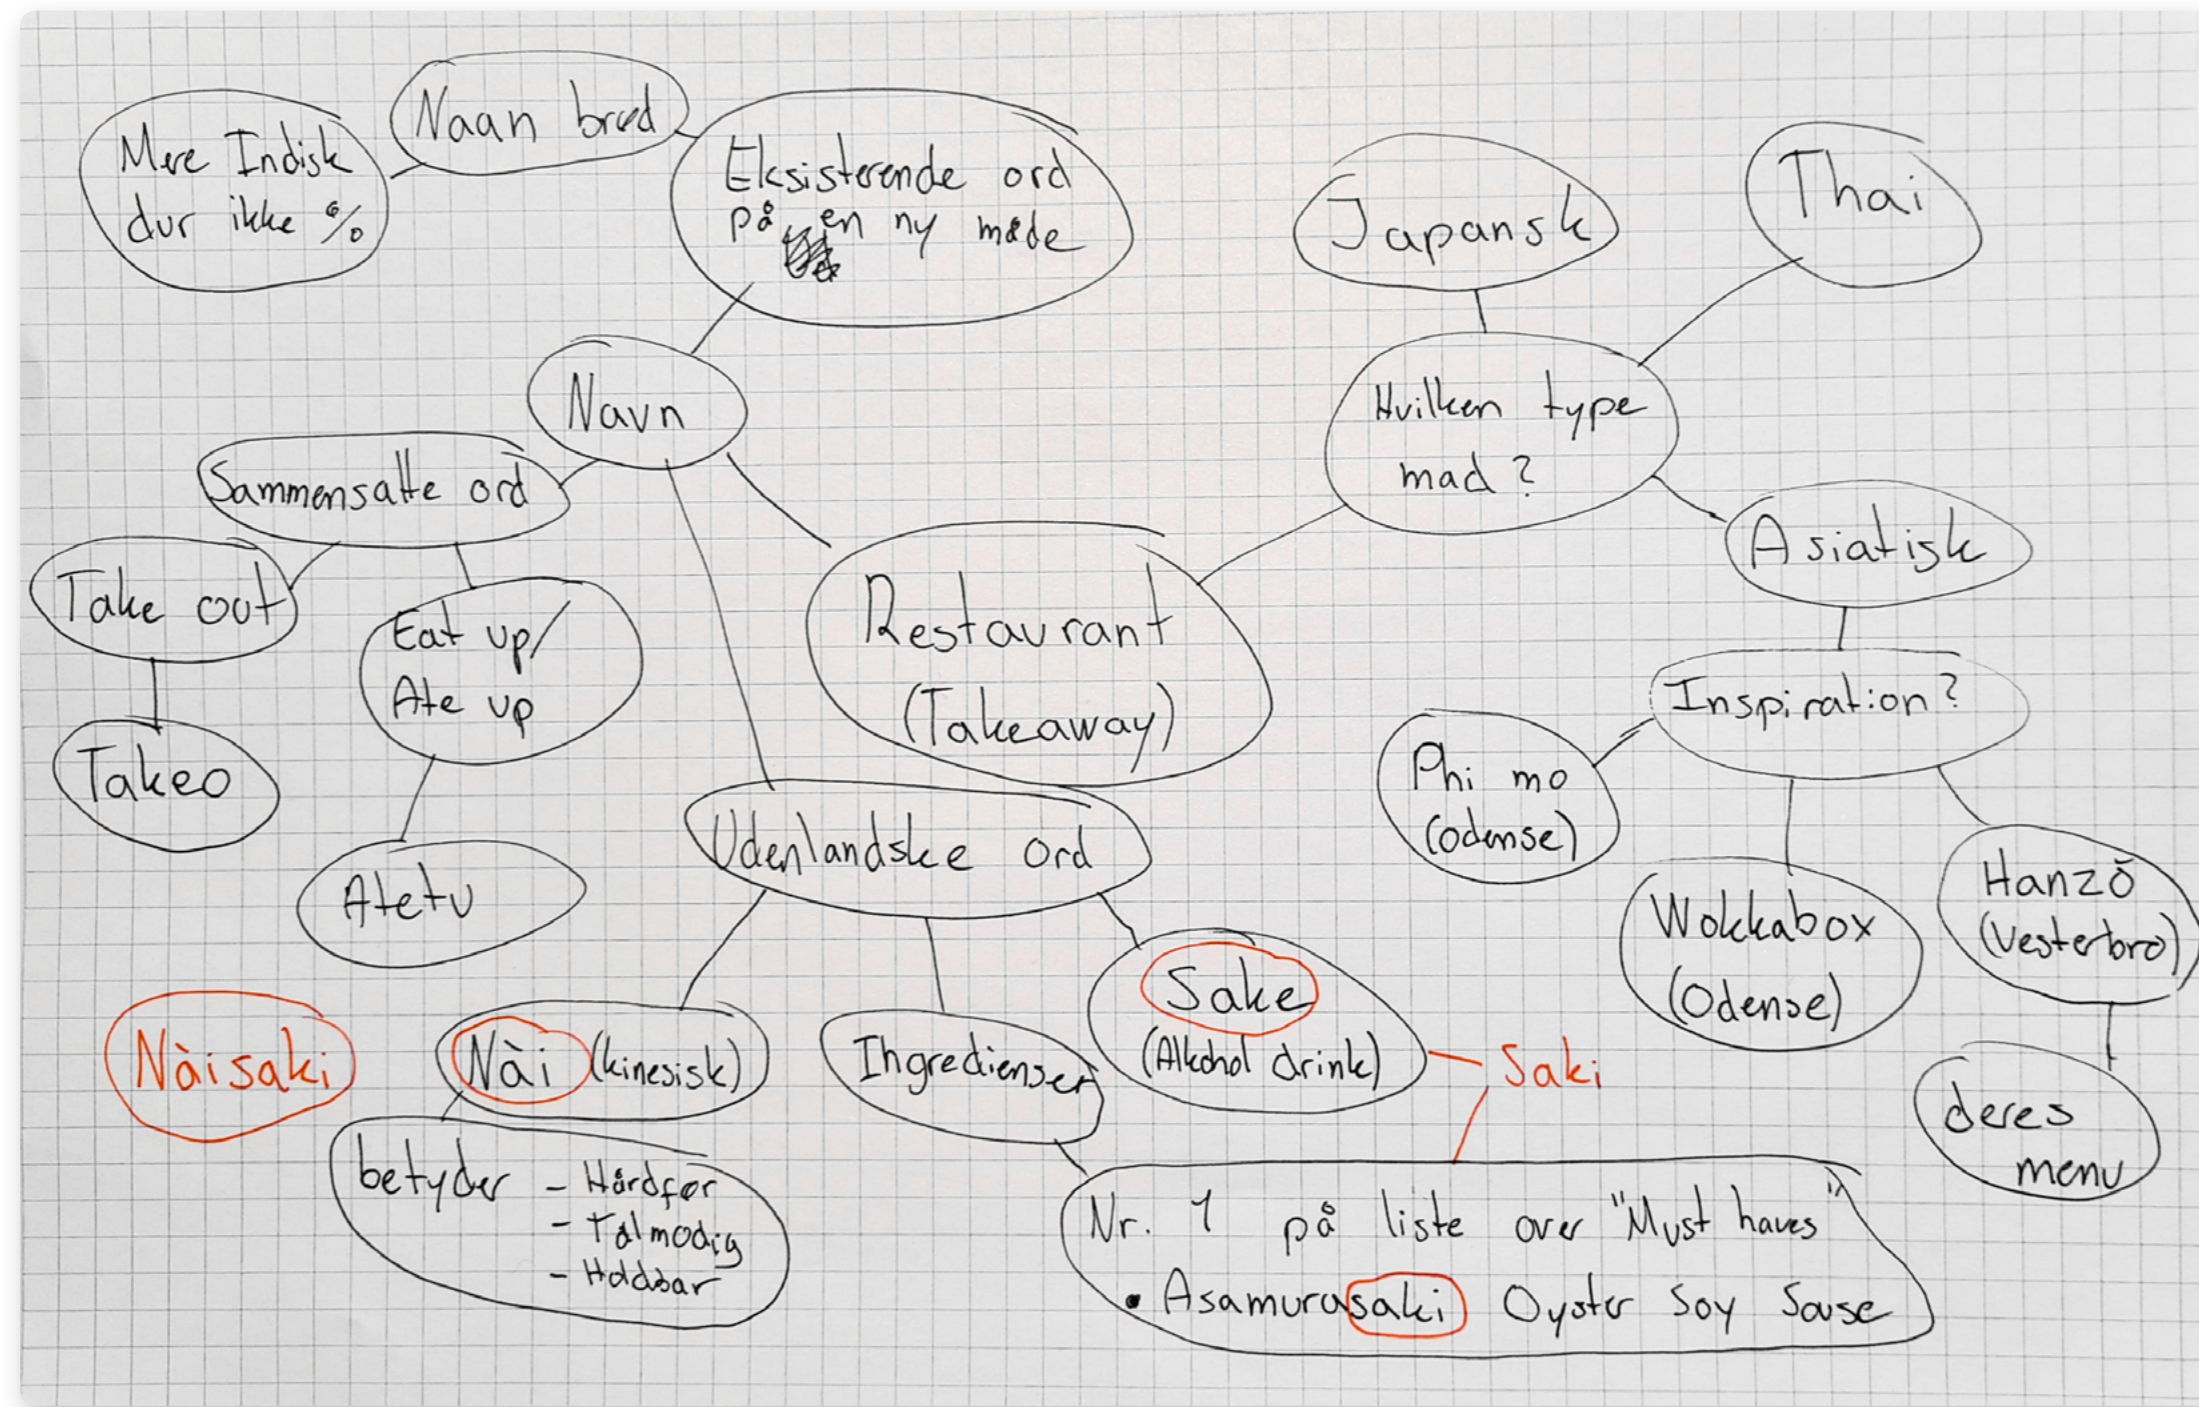 Mere Indisk
dur ikke %
Naan brød
Eksisterende ord
på en ny måde
Japansk
Thai
Navn
Hvilken type
mad?
Sammensatte ord
Asiatisk
Take out
Eat up/
Ate up
Restaurant
(Takeaway)
Inspiration?
Takeo
Phi mo
(Odense)
Udenlandske ord
Atetu
Wokkabox
(Odense)
Hanzŏ
(Vesterbro)
Nàisaki
Nài (kinesisk)
Ingredienser
Sake
(Alkohol drink)
Saki
deres
menu
betyder - Hårdfør
- Tålmodig
- Holdbar
Nr. 1 på liste over "Must haves"
• Asamurasaki Oyster Soy Sause